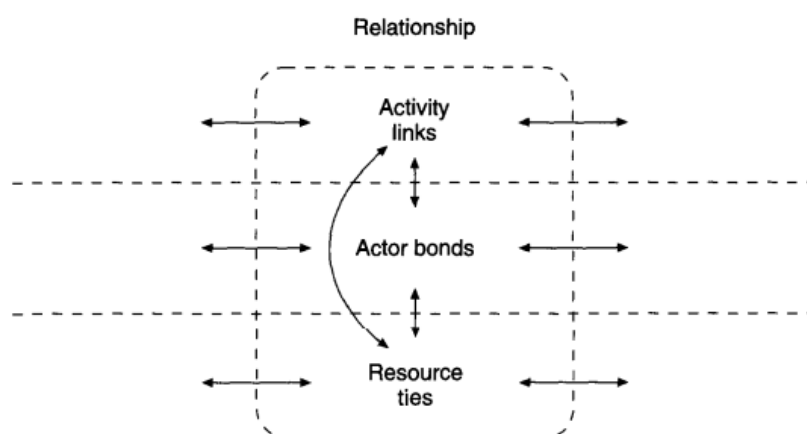 Relationship
Activity
links
Actor bonds
Resource
ties